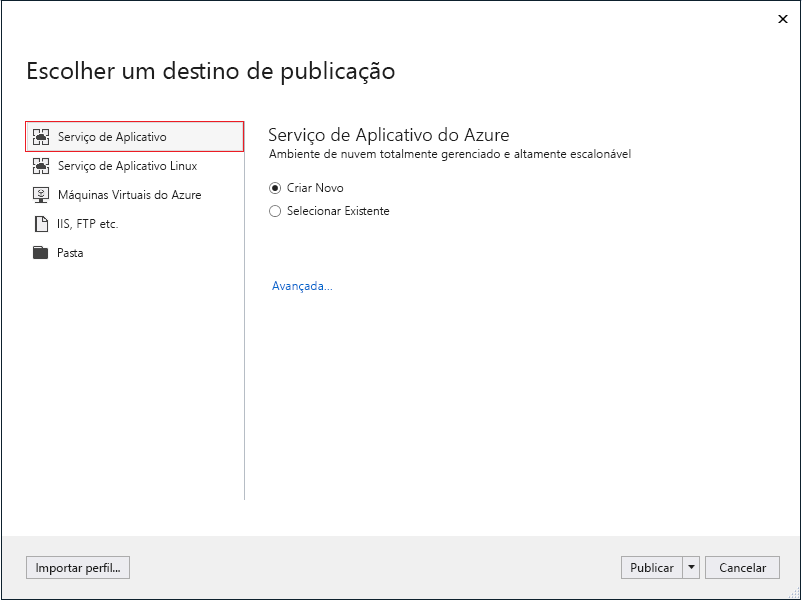 Escolher um destino de publicação
Serviço de Aplicativo
Serviço de Aplicativo Linux
Máquinas Virtuais do Azure
IIS, FTP etc.
Pasta
Serviço de Aplicativo do Azure
Ambiente de nuvem totalmente gerenciado e altamente escalonável
Criar Novo
Selecionar Existente
Avançada...
Importar perfil...
Publicar
Cancelar